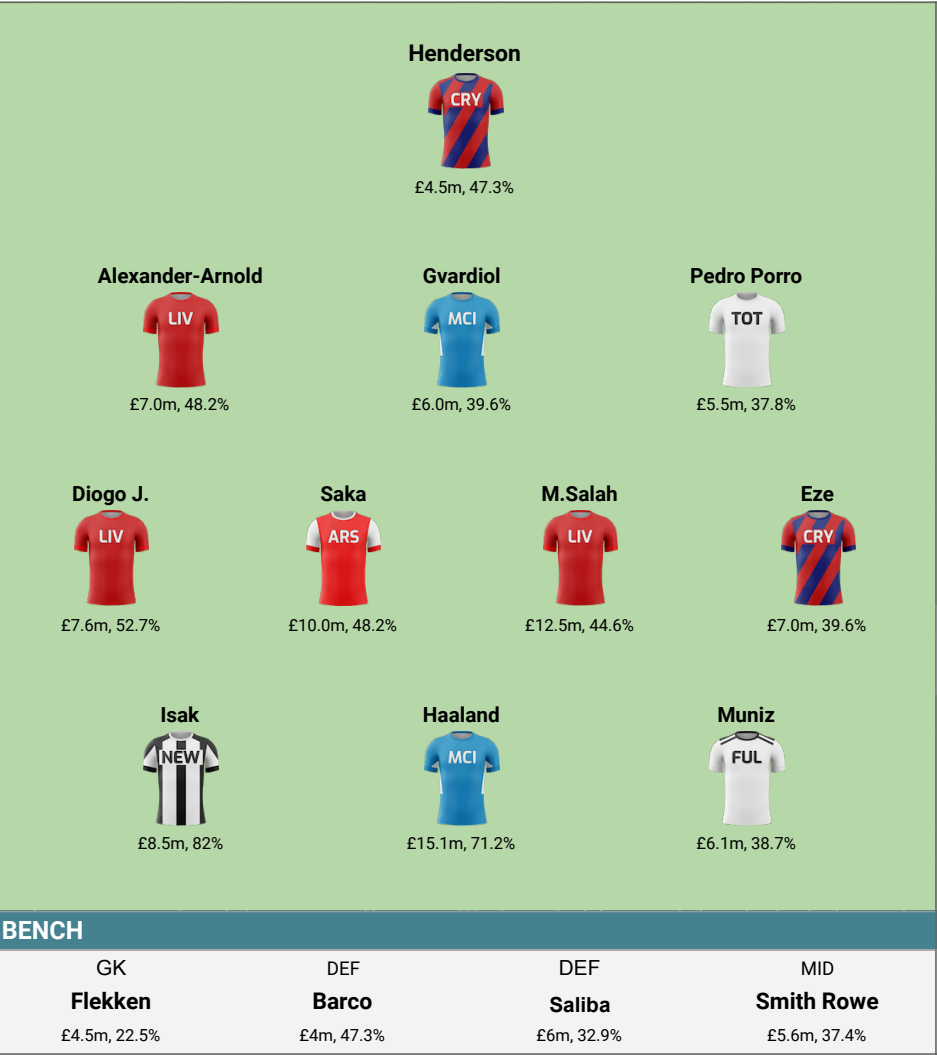 Henderson
CRY
£4.5m, 47.3%
Alexander-Arnold Gvardiol Pedro Porro
LIV MCI TOT
£7.0m, 48.2% £6.0m, 39.6% £5.5m, 37.8%
Diogo J. Saka M.Salah Eze
LIV ARS LIV CRY
£7.6m, 52.7% £10.0m, 48.2% £12.5m, 44.6% £7.0m, 39.6%
Isak Haaland Muniz
NEW MCI FUL
£8.5m, 82% £15.1m, 71.2% £6.1m, 38.7%
BENCH
GK DEF DEF MID
Flekken Barco Saliba Smith Rowe
£4.5m, 22.5% £4m, 47.3% £6m, 32.9% £5.6m, 37.4%